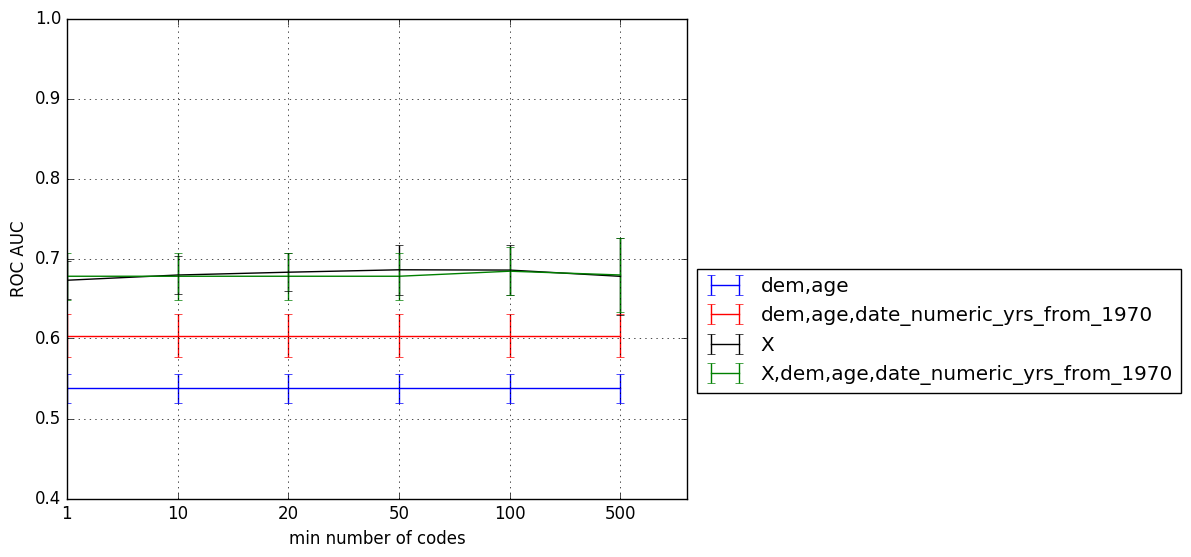 1.0
0.9
0.8
0.7
0.6
0.5
0.4
ROC AUC
1 10 20 50 100 500
min number of codes
dem,age
dem,age,date_numeric_yrs_from_1970
X
X,dem,age,date_numeric_yrs_from_1970